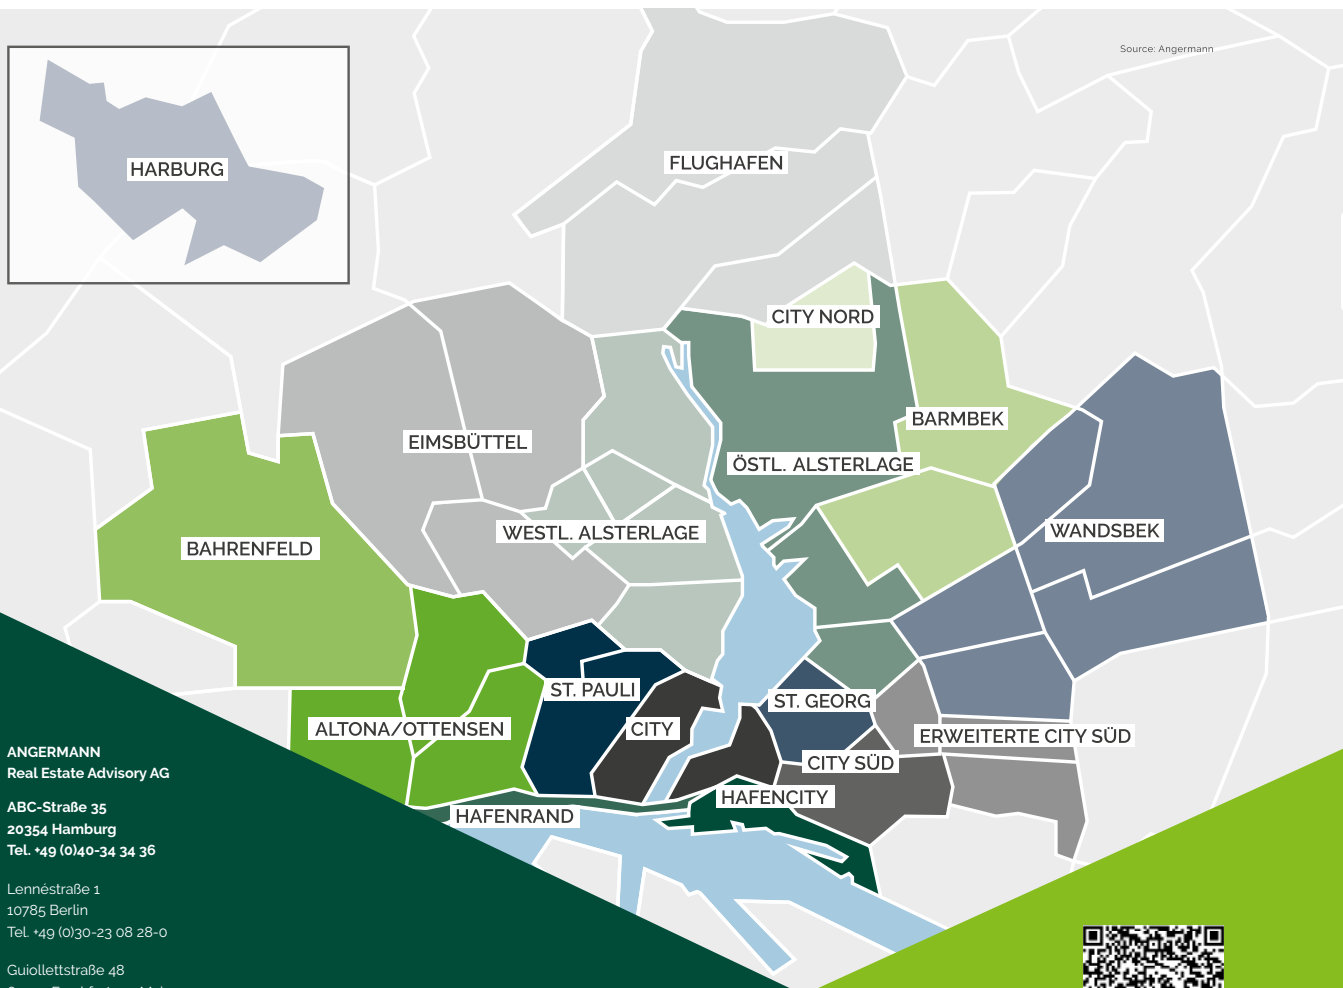 Source: Angermann
HARBURG
FLUGHAFEN
CITY NORD
BARMBEK
EIMSBÜTTEL
ÖSTL. ALSTERLAGE
WESTL. ALSTERLAGE
WANDSBEK
BAHRENFELD
ST. PAULI
ST. GEORG
ALTONA/OTTENSEN
CITY
ERWEITERTE CITY SÜD
CITY SÜD
HAFENCITY
HAFENRAND
ANGERMANN
Real Estate Advisory AG
ABC-Straße 35
20354 Hamburg
Tel. +49 (0)40-34 34 36
Lennéstraße 1
10785 Berlin
Tel. +49 (0)30-23 08 28-0
Guiollettstraße 48